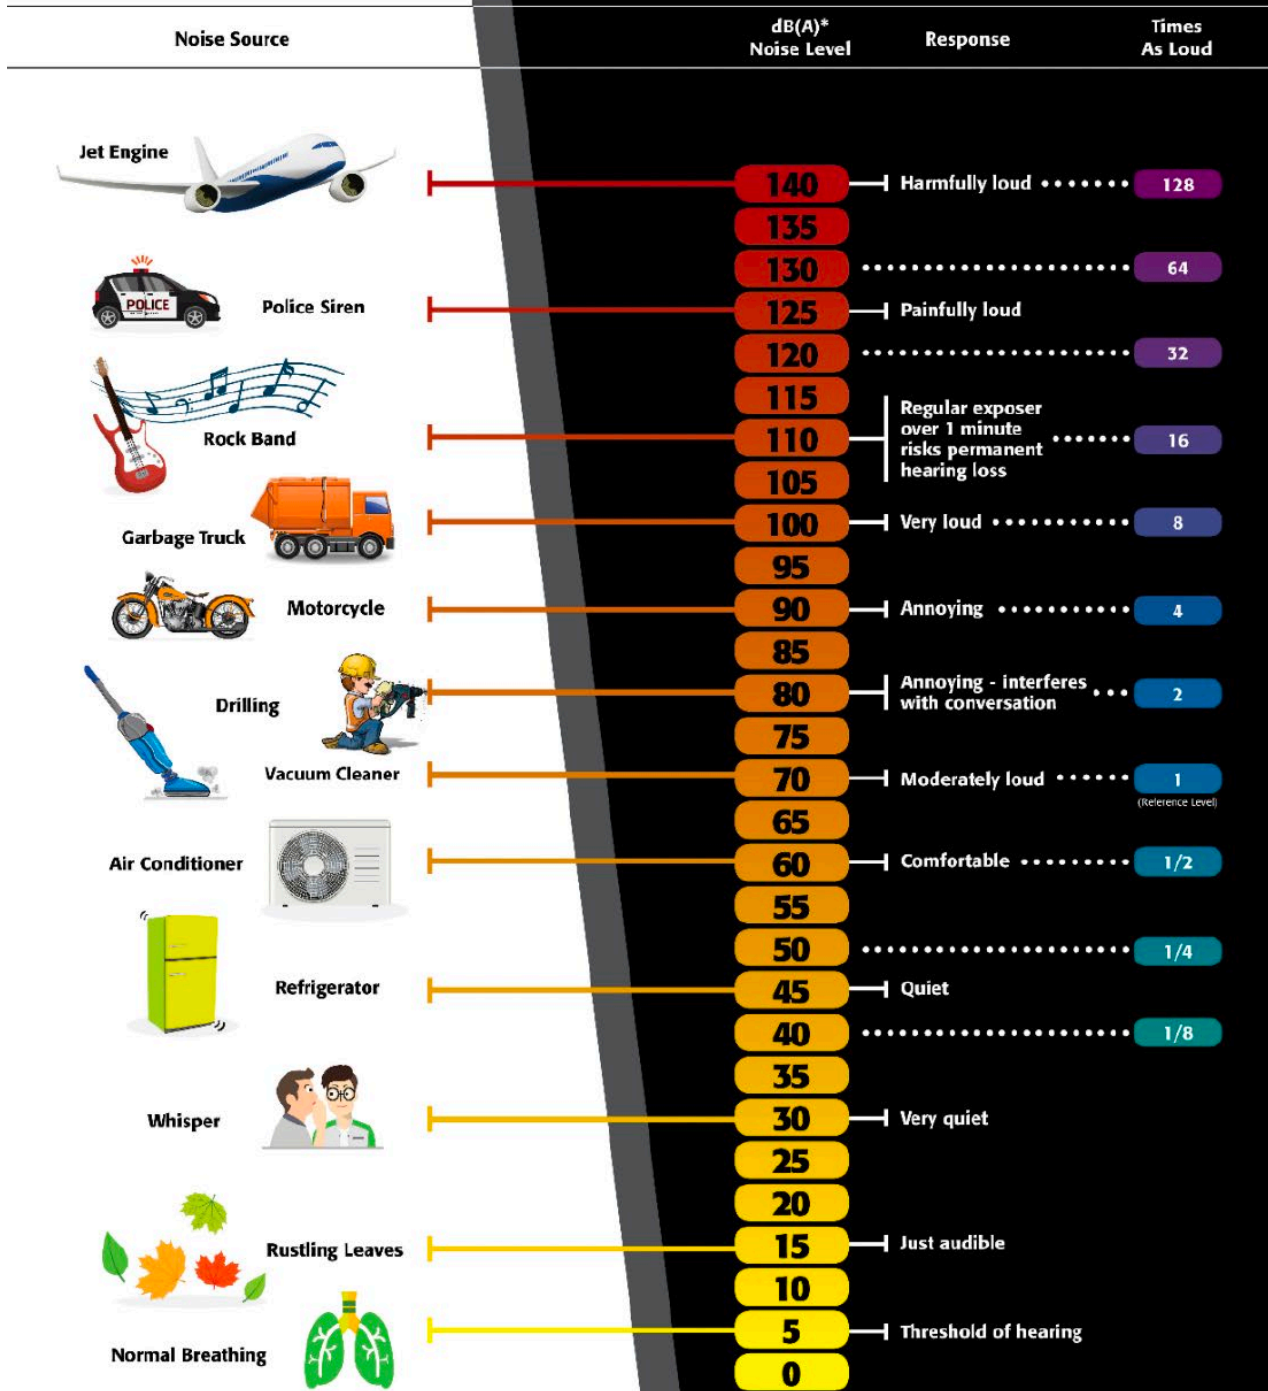 Noise Source
dB(A)*
Noise Level
Response
Times
As Loud
Jet Engine
140
Harmfully loud
128
135
130
64
POLICE
Police Siren
125
Painfully loud
120
32
115
Rock Band
110
Regular exposer
over 1 minute
risks permanent
hearing loss
16
105
Garbage Truck
100
Very loud
8
95
Motorcycle
90
Annoying
4
85
Drilling
80
Annoying - interferes
with conversation
2
75
Vacuum Cleaner
70
Moderately loud
1
(Reference Level)
65
Air Conditioner
60
Comfortable
1/2
55
50
1/4
Refrigerator
45
Quiet
40
1/8
35
Whisper
30
Very quiet
25
20
Rustling Leaves
15
Just audible
10
Normal Breathing
5
Threshold of hearing
0